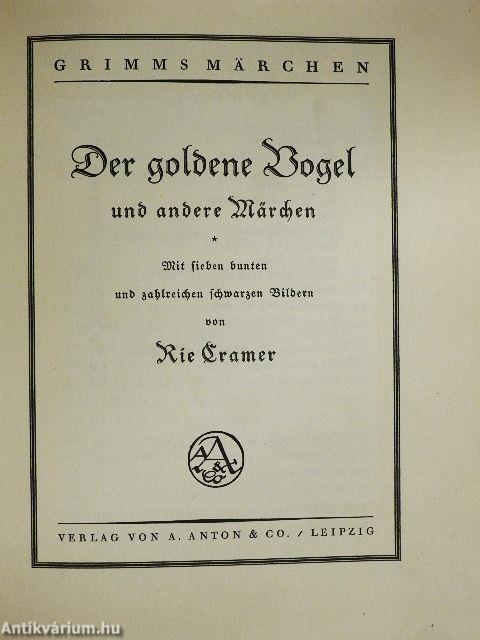 GRIMMS MÄRCHEN
Der goldene Vogel
und andere Märchen
*
Mit sieben bunten
und zahlreichen schwarzen Bildern
von
Rie Cramer
A A & Co
VERLAG VON A. ANTON & CO. / LEIPZIG
Antikvárium.hu